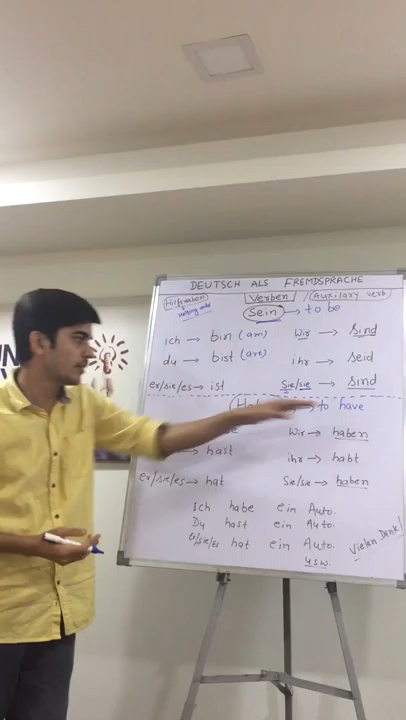 DEUTSCH ALS FREMDSPRACHE
Hilfsverben Verben / Auxilary verb
helping verb Sein → to be
ich → bin (am) Wir → sind
du → bist (are) ihr → seid
er/sie/es → ist Sie/sie → sind
to have
Wir → haben
→ hast ihr → habt
er/sie/es → hat Sie/sie → haben
ich habe ein Auto.
Du hast ein Auto.
er/sie/es hat ein Auto.
usw.
Vielen Dank!